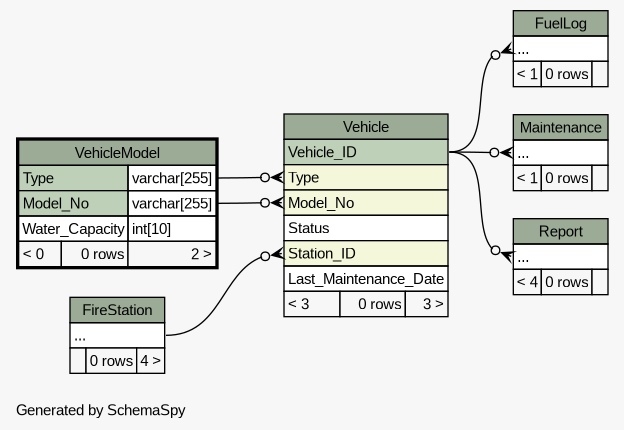 FuelLog
...
< 1 0 rows
VehicleModel
Type varchar[255]
Model_No varchar[255]
Water_Capacity int[10]
< 0 0 rows 2 >
Vehicle
Vehicle_ID
Type
Model_No
Status
Station_ID
Last_Maintenance_Date
< 3 0 rows 3 >
Maintenance
...
< 1 0 rows
Report
...
< 4 0 rows
FireStation
...
0 rows 4 >
Generated by SchemaSpy